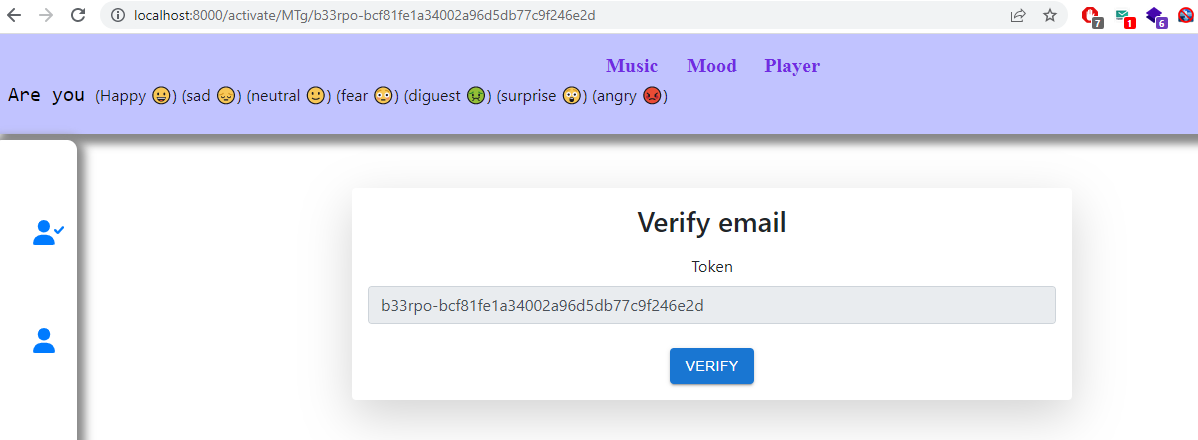 localhost:8000/activate/MTg/b33rpo-bcf81fe1a34002a96d5db77c9f246e2d
7 1 6
Music Mood Player
Are you (Happy 😀) (sad 😔) (neutral 🙂) (fear 😳) (diguest 🤢) (surprise 😲) (angry 😡)
Verify email
Token
b33rpo-bcf81fe1a34002a96d5db77c9f246e2d
VERIFY